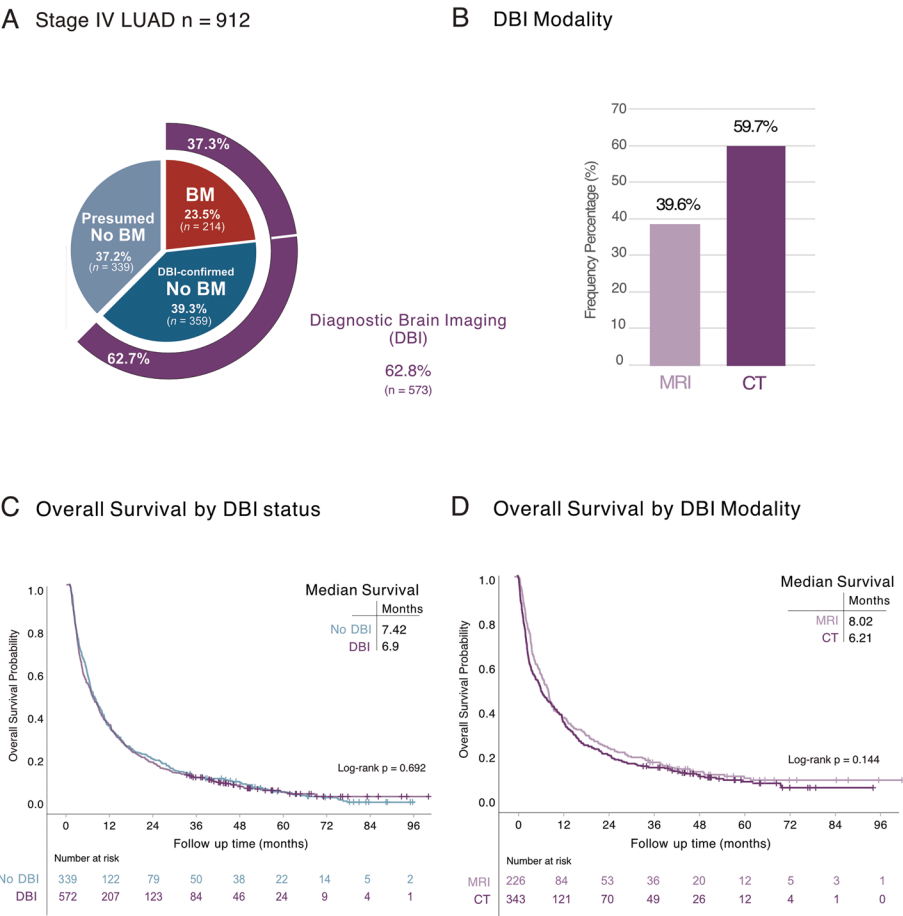 A Stage IV LUAD n = 912
37.3%
BM
23.5%
(n = 214)
Presumed
No BM
37.2%
(n = 339)
DBI-confirmed
No BM
39.3%
(n = 359)
62.7%
Diagnostic Brain Imaging
(DBI)
62.8%
(n = 573)
B DBI Modality
Frequency Percentage (%)
70
60
50
40
30
20
10
0
39.6%
59.7%
MRI CT
C Overall Survival by DBI status
Overall Survival Probability
1.0
0.8
0.6
0.4
0.2
0.0
Median Survival
Months
No DBI 7.42
DBI 6.9
Log-rank p = 0.692
0 12 24 36 48 60 72 84 96
Follow up time (months)
Number at risk
No DBI 339 122 79 50 38 22 14 5 2
DBI 572 207 123 84 46 24 9 4 1
D Overall Survival by DBI Modality
Overall Survival Probability
1.0
0.8
0.6
0.4
0.2
0.0
Median Survival
Months
MRI 8.02
CT 6.21
Log-rank p = 0.144
0 12 24 36 48 60 72 84 96
Follow up time (months)
Number at risk
MRI 226 84 53 36 20 12 5 3 1
CT 343 121 70 49 26 12 4 1 0